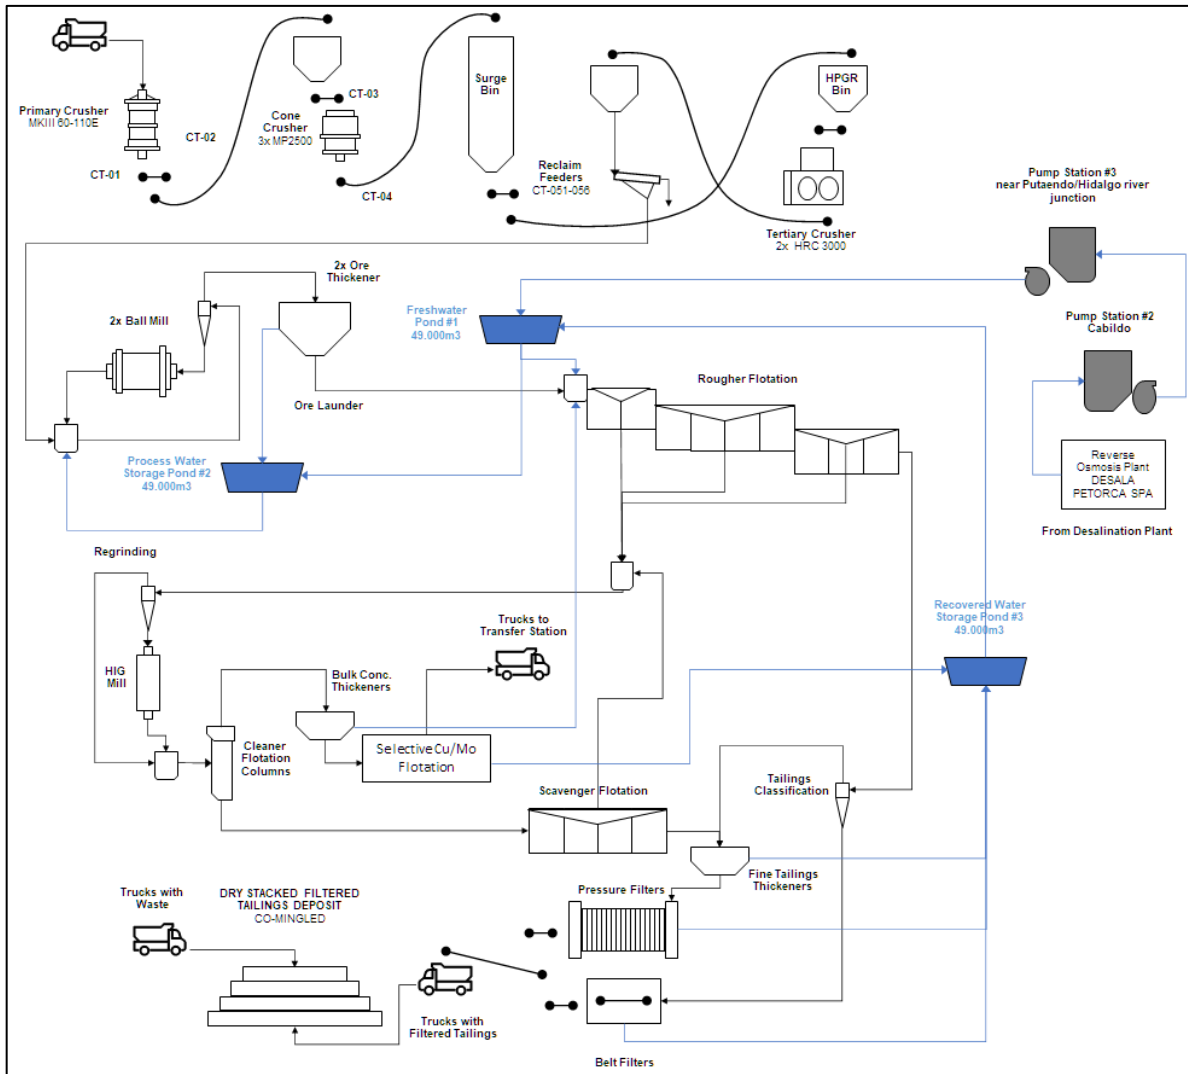 Primary Crusher
MKIII 60-110E
CT-01
CT-02
CT-03
Cone
Crusher
3x MP2500
CT-04
Surge
Bin
Reclaim
Feeders
CT-051-056
HPGR
Bin
Tertiary Crusher
2x HRC 3000
Pump Station #3
near Putaendo/Hidalgo river
junction
2x Ore
Thickener
2x Ball Mill
Ore Launder
Freshwater
Pond #1
49.000m3
Pump Station #2
Cabildo
Rougher Flotation
Process Water
Storage Pond #2
49.000m3
Reverse
Osmosis Plant
DESALA
PETORCA SPA
From Desalination Plant
Regrinding
HIG
Mill
Trucks to
Transfer Station
Recovered Water
Storage Pond #3
49.000m3
Bulk Conc.
Thickeners
Cleaner
Flotation
Columns
Selective Cu/Mo
Flotation
Scavenger Flotation
Tailings
Classification
Fine Tailings
Thickeners
Pressure Filters
Trucks with
Waste
DRY STACKED FILTERED
TAILINGS DEPOSIT
CO-MINGLED
Trucks with
Filtered Tailings
Belt Filters